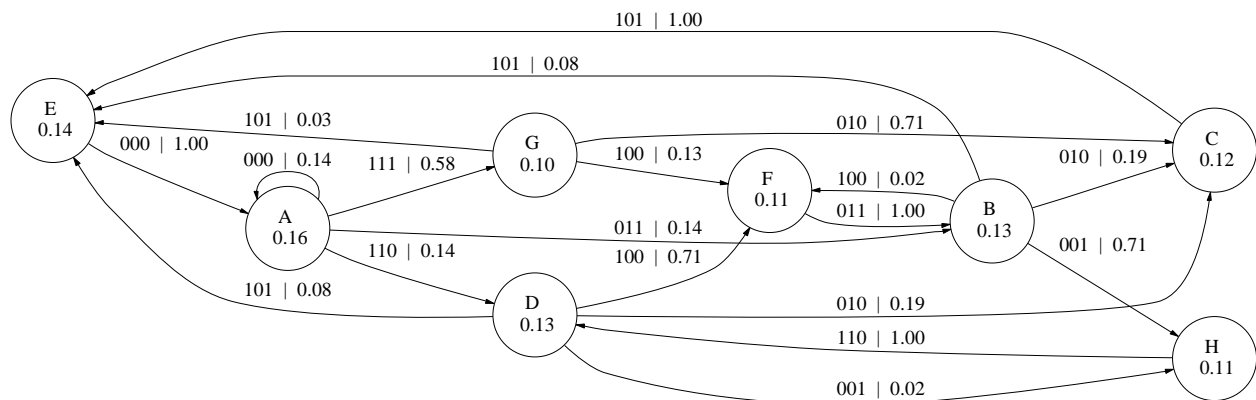 101 | 1.00
101 | 0.08
E
0.14
101 | 0.03
000 | 1.00
000 | 0.14
111 | 0.58
G
0.10
100 | 0.13
010 | 0.71
F
0.11
100 | 0.02
011 | 1.00
010 | 0.19
C
0.12
A
0.16
011 | 0.14
B
0.13
110 | 0.14
100 | 0.71
001 | 0.71
101 | 0.08
D
0.13
010 | 0.19
110 | 1.00
H
0.11
001 | 0.02